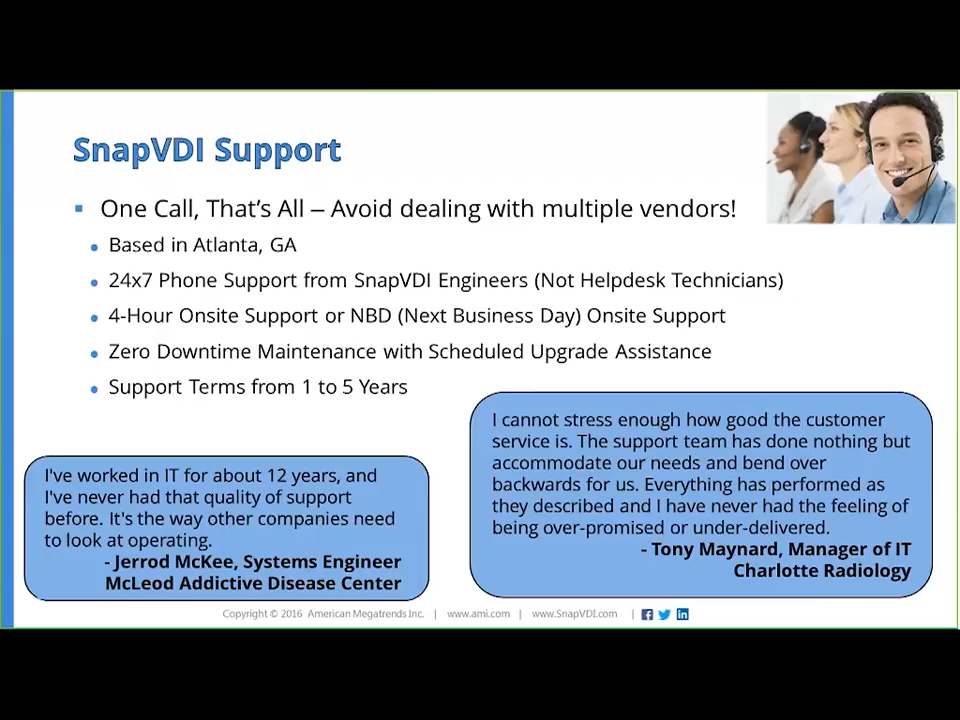 SnapVDI Support
▪ One Call, That's All – Avoid dealing with multiple vendors!
• Based in Atlanta, GA
• 24x7 Phone Support from SnapVDI Engineers (Not Helpdesk Technicians)
• 4-Hour Onsite Support or NBD (Next Business Day) Onsite Support
• Zero Downtime Maintenance with Scheduled Upgrade Assistance
• Support Terms from 1 to 5 Years
I've worked in IT for about 12 years, and
I've never had that quality of support
before. It's the way other companies need
to look at operating.
- Jerrod McKee, Systems Engineer
McLeod Addictive Disease Center
I cannot stress enough how good the customer
service is. The support team has done nothing but
accommodate our needs and bend over
backwards for us. Everything has performed as
they described and I have never had the feeling of
being over-promised or under-delivered.
- Tony Maynard, Manager of IT
Charlotte Radiology
Copyright © 2016 American Megatrends Inc. | www.ami.com | www.SnapVDI.com |